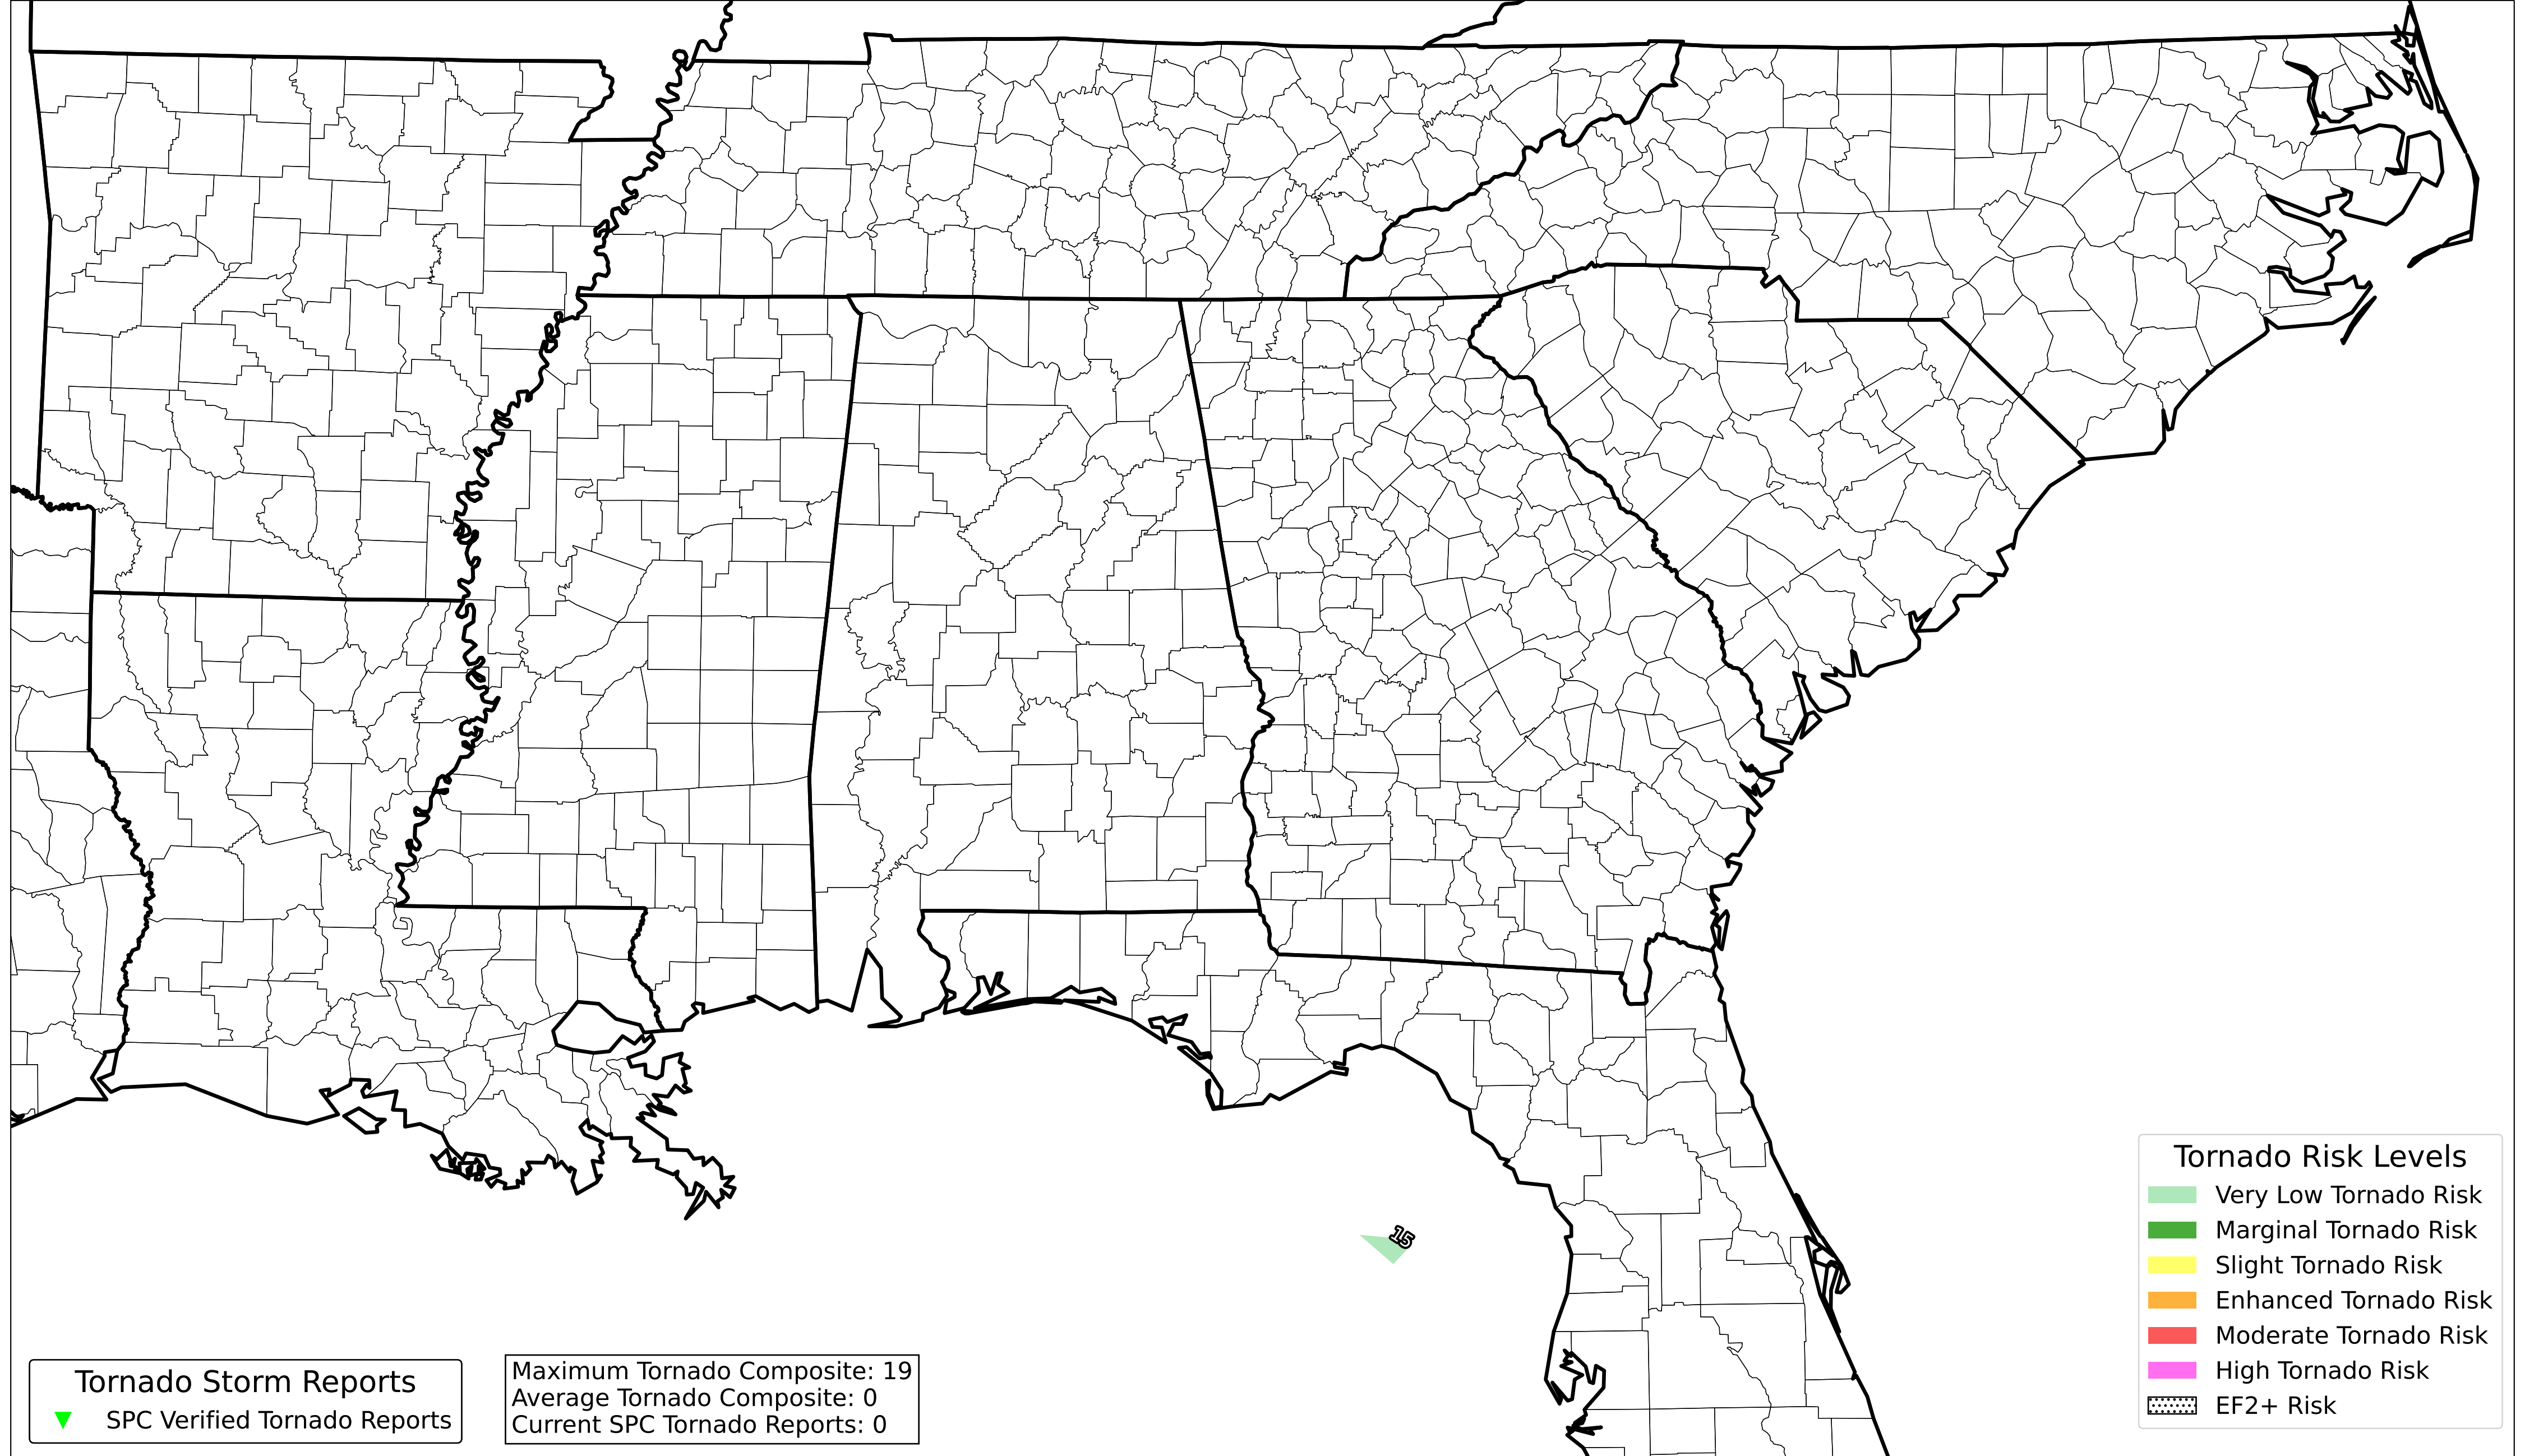 15
Tornado Risk Levels
Very Low Tornado Risk
Marginal Tornado Risk
Slight Tornado Risk
Enhanced Tornado Risk
Moderate Tornado Risk
High Tornado Risk
EF2+ Risk
Tornado Storm Reports
SPC Verified Tornado Reports
Maximum Tornado Composite: 19
Average Tornado Composite: 0
Current SPC Tornado Reports: 0